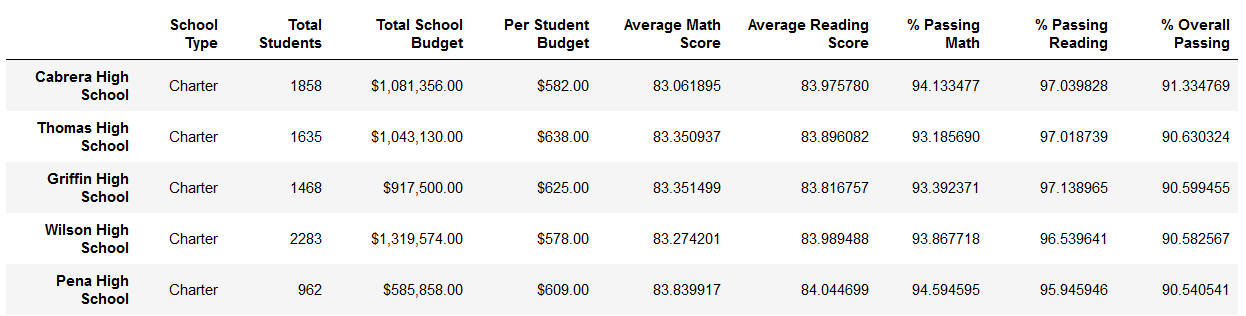 School Type Total Students Total School Budget Per Student Budget Average Math Score Average Reading Score % Passing Math % Passing Reading % Overall Passing
Cabrera High School Charter 1858 $1,081,356.00 $582.00 83.061895 83.975780 94.133477 97.039828 91.334769
Thomas High School Charter 1635 $1,043,130.00 $638.00 83.350937 83.896082 93.185690 97.018739 90.630324
Griffin High School Charter 1468 $917,500.00 $625.00 83.351499 83.816757 93.392371 97.138965 90.599455
Wilson High School Charter 2283 $1,319,574.00 $578.00 83.274201 83.989488 93.867718 96.539641 90.582567
Pena High School Charter 962 $585,858.00 $609.00 83.839917 84.044699 94.594595 95.945946 90.540541